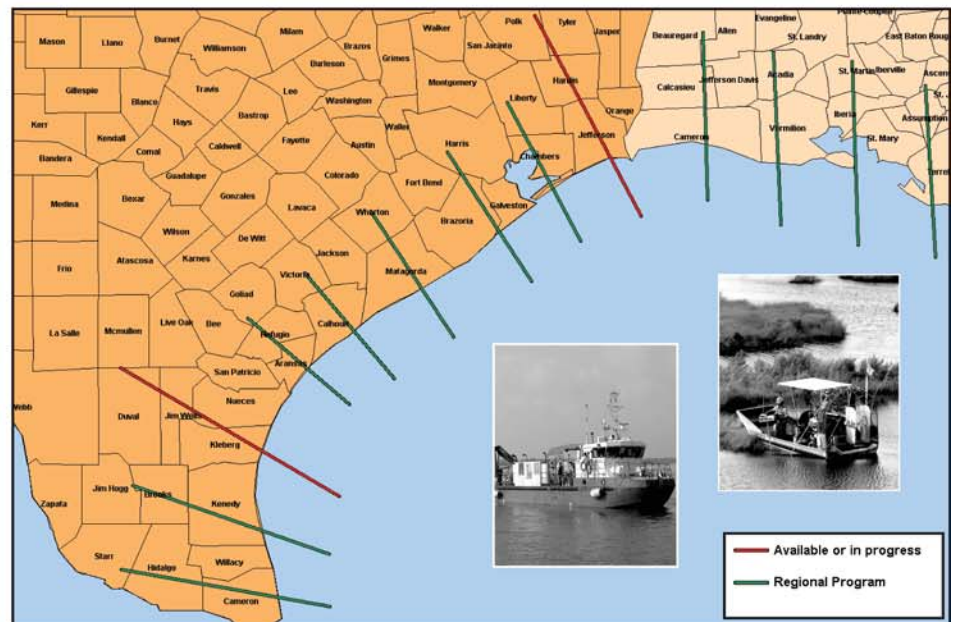 Polk
Tyler
Walker
Jasper
Mason
Llano
Burnet
Williamson
Milam
Brazos
Grimes
San Jacinto
Burleson
Beauregard
Allen
Evangeline
St. Landry
East Baton Roug
Gillespie
Blanco
Travis
Lee
Washington
Montgomery
Hardin
Liberty
Orange
Calcasieu
Jefferson Davis
Acadia
St. Martin
Iberville
Ascens
St.
Kerr
Kendall
Hays
Bastrop
Waller
Jefferson
Cameron
Vermilion
Iberia
St. Mary
Assumption
Terrel
Bandera
Comal
Caldwell
Fayette
Austin
Harris
Chambers
Guadalupe
Medina
Bexar
Gonzales
Lavaca
Colorado
Fort Bend
Galveston
Wharton
Brazoria
Wilson
De Witt
Frio
Atascosa
Karnes
Jackson
Matagorda
Victoria
Goliad
La Salle
Mcmullen
Live Oak
Bee
Refugio
Calhoun
Aransas
San Patricio
Webb
Duval
Jim Wells
Nueces
Kleberg
Zapata
Jim Hogg
Brooks
Kenedy
Starr
Hidalgo
Willacy
Cameron
Available or in progress
Regional Program